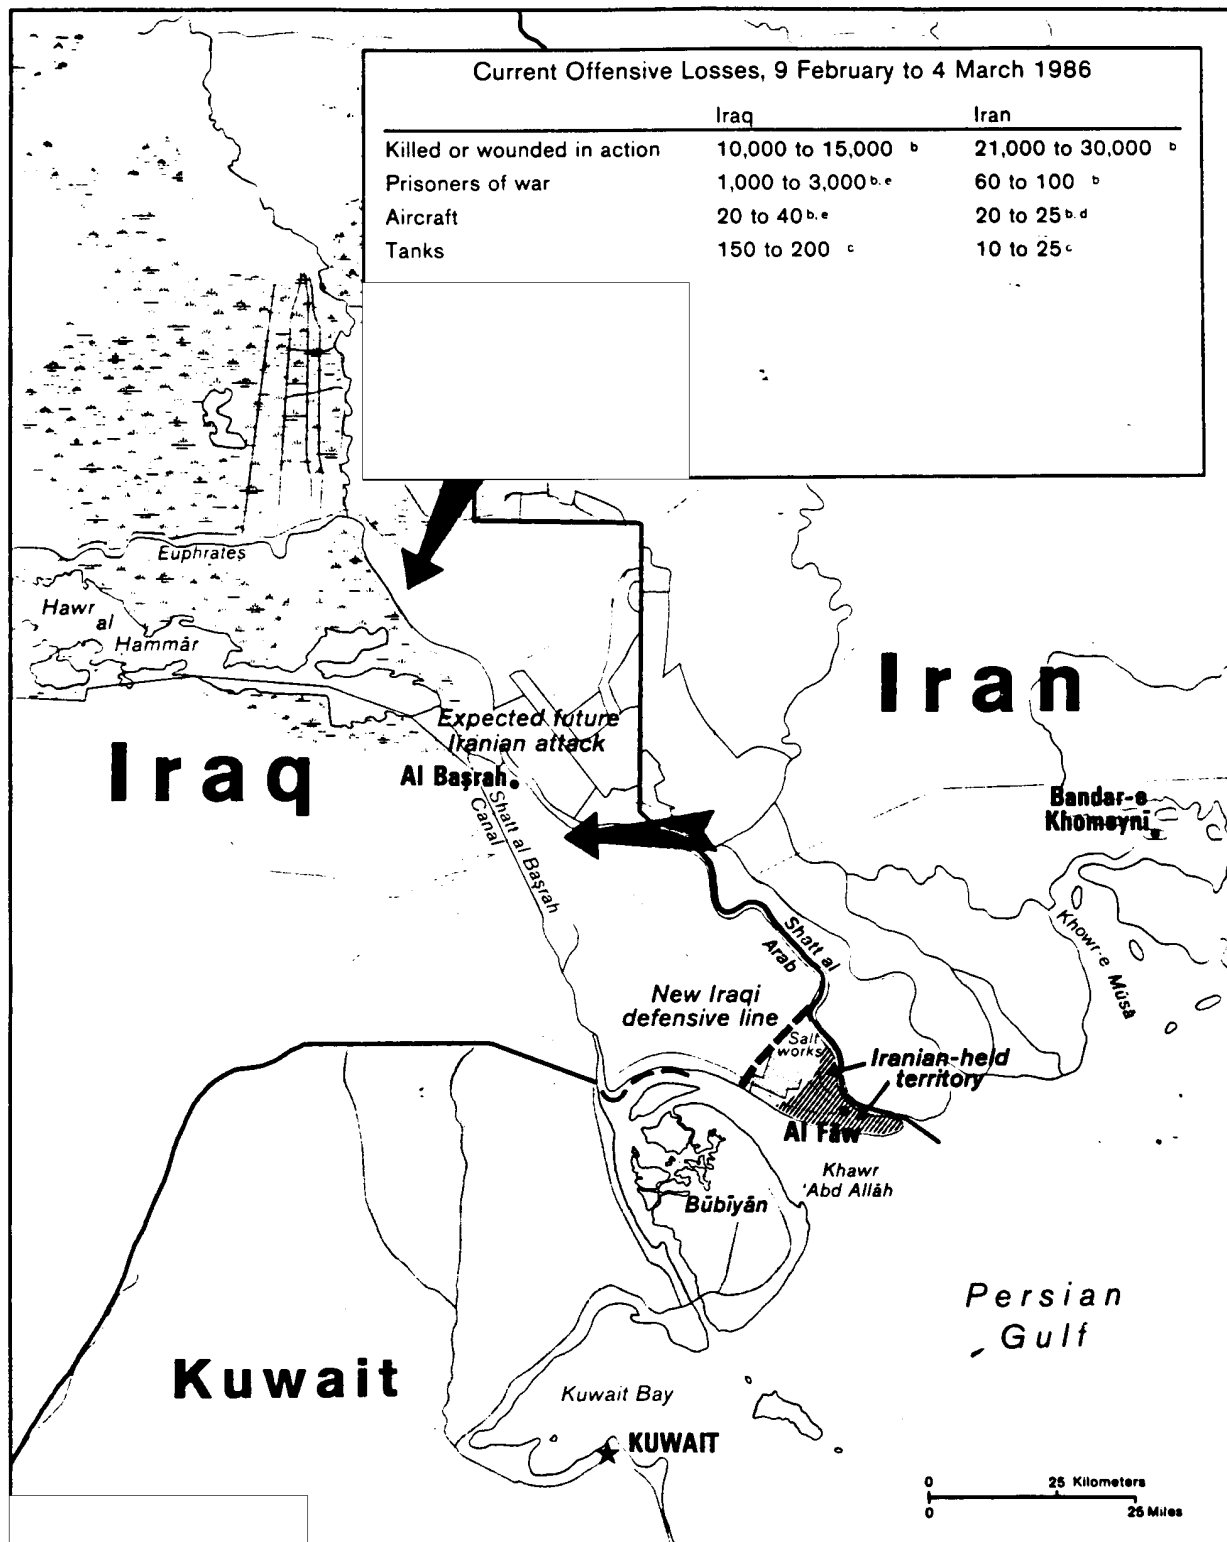 Current Offensive Losses, 9 February to 4 March 1986
Iraq Iran
Killed or wounded in action 10,000 to 15,000 b 21,000 to 30,000 b
Prisoners of war 1,000 to 3,000 b, e 60 to 100 b
Aircraft 20 to 40 b, e 20 to 25 b, d
Tanks 150 to 200 c 10 to 25 c
Euphrates
Hawr
al
Hammār
Iran
Expected future
Iranian attack
Iraq
Al Başrah
Bandar-e
Khomeynī
Shatt al Başrah
Canal
Shatt al
Arab
Khowr-e Mūsá
New Iraqi
defensive line
Salt
works
Iranian-held
territory
Al Fāw
Khawr
'Abd Allāh
Būbīyān
Persian
Gulf
Kuwait
Kuwait Bay
KUWAIT
0 25 Kilometers
0 25 Miles